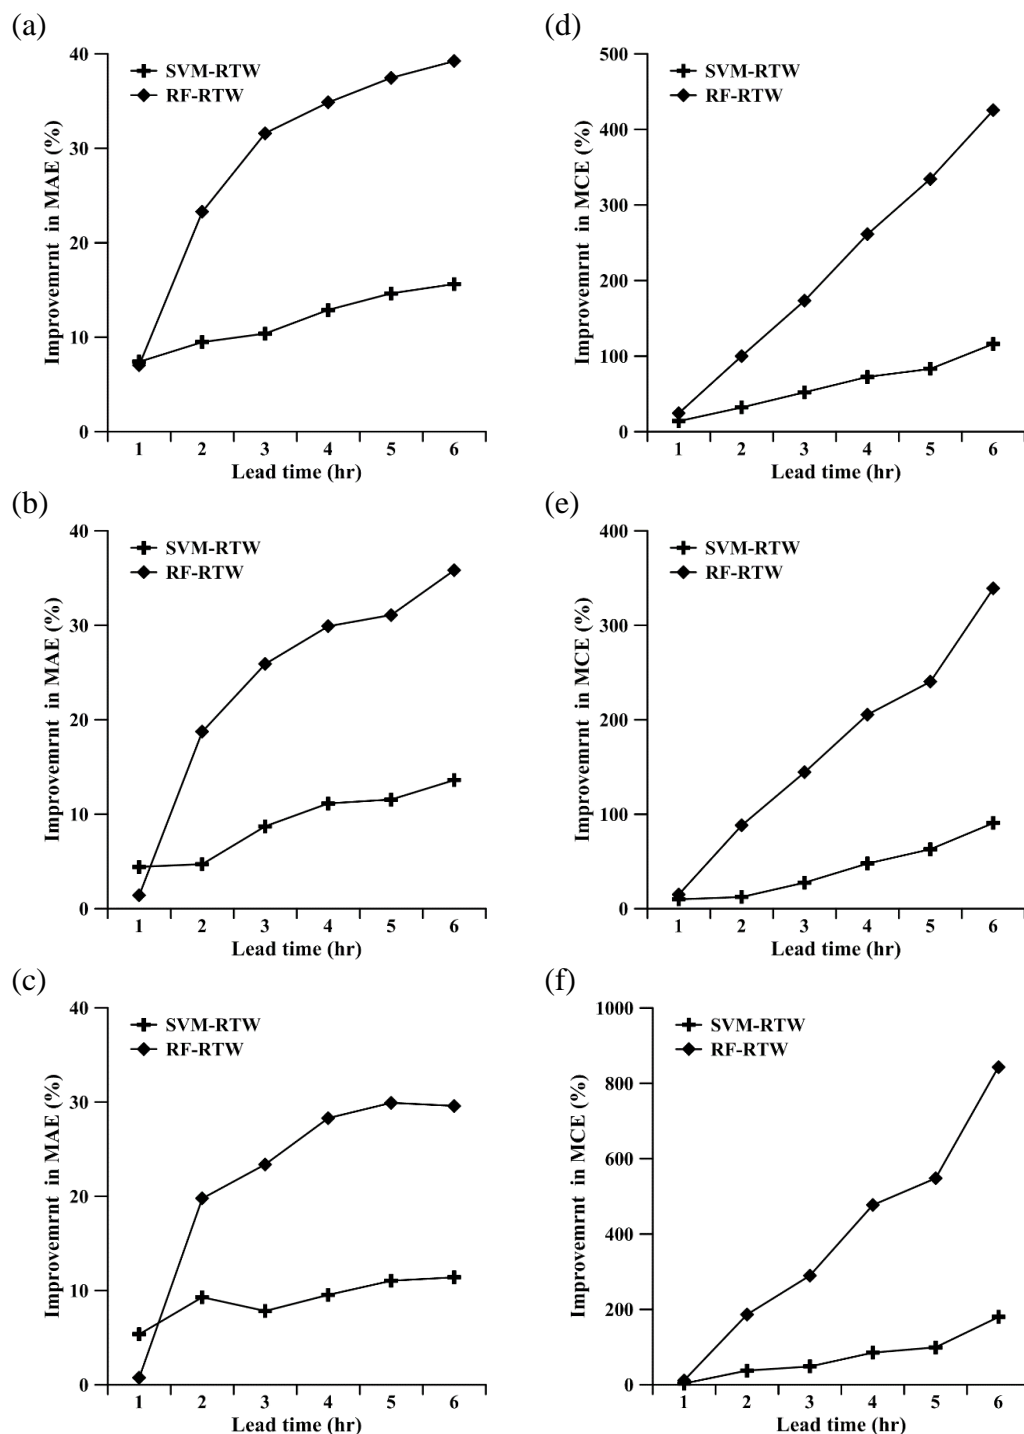 (a)
40
30
20
10
0
Improvemrnt in MAE (%)
SVM-RTW
RF-RTW
1 2 3 4 5 6
Lead time (hr)
(d)
500
400
300
200
100
0
Improvemrnt in MCE (%)
SVM-RTW
RF-RTW
1 2 3 4 5 6
Lead time (hr)
(b)
40
30
20
10
0
Improvemrnt in MAE (%)
SVM-RTW
RF-RTW
1 2 3 4 5 6
Lead time (hr)
(e)
400
300
200
100
0
Improvemrnt in MCE (%)
SVM-RTW
RF-RTW
1 2 3 4 5 6
Lead time (hr)
(c)
40
30
20
10
0
Improvemrnt in MAE (%)
SVM-RTW
RF-RTW
1 2 3 4 5 6
Lead time (hr)
(f)
1000
800
600
400
200
0
Improvemrnt in MCE (%)
SVM-RTW
RF-RTW
1 2 3 4 5 6
Lead time (hr)